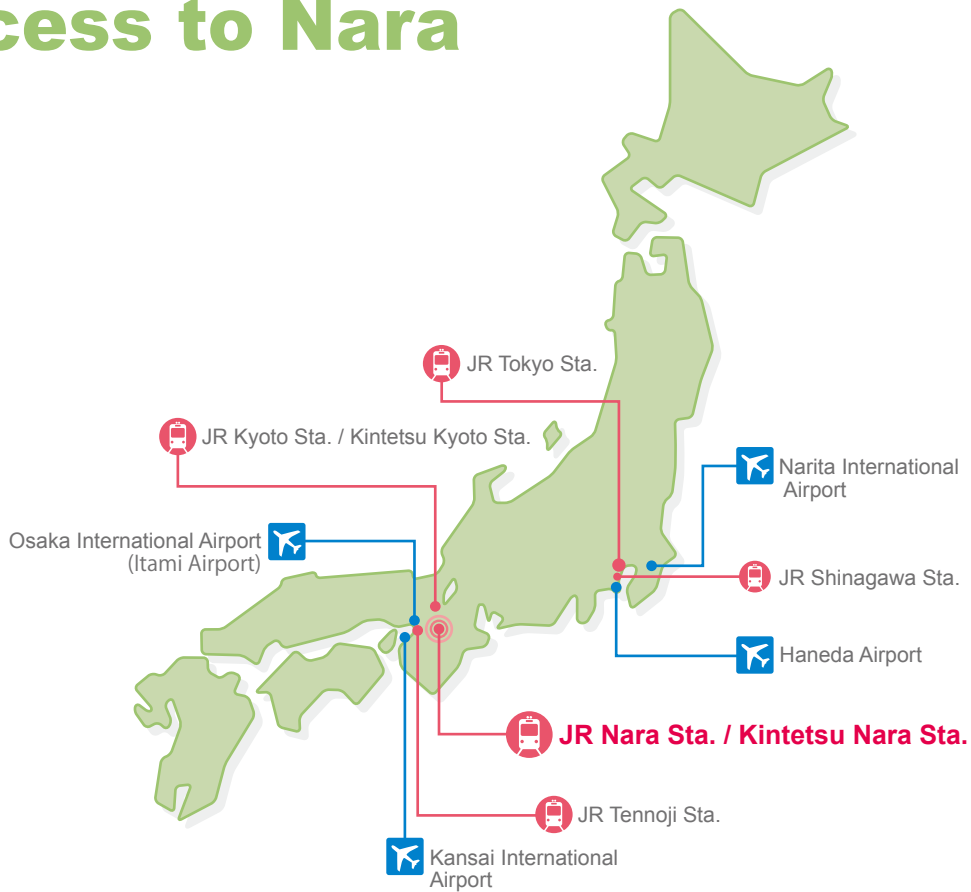 cess to Nara
JR Tokyo Sta.
JR Kyoto Sta. / Kintetsu Kyoto Sta.
Narita International
Airport
Osaka International Airport
(Itami Airport)
JR Shinagawa Sta.
Haneda Airport
JR Nara Sta. / Kintetsu Nara Sta.
JR Tennoji Sta.
Kansai International
Airport